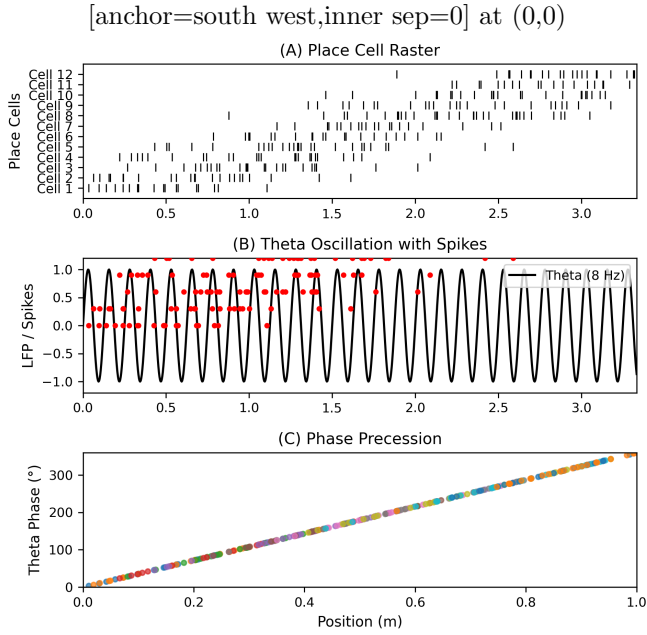 [anchor=south west,inner sep=0] at (0,0)
(A) Place Cell Raster
Place Cells
Cell 12
Cell 11
Cell 10
Cell 9
Cell 8
Cell 7
Cell 6
Cell 5
Cell 4
Cell 3
Cell 2
Cell 1
0.0 0.5 1.0 1.5 2.0 2.5 3.0
(B) Theta Oscillation with Spikes
LFP / Spikes
1.0
0.5
0.0
−0.5
−1.0
Theta (8 Hz)
0.0 0.5 1.0 1.5 2.0 2.5 3.0
(C) Phase Precession
Theta Phase (°)
300
200
100
0
0.0 0.2 0.4 0.6 0.8 1.0
Position (m)